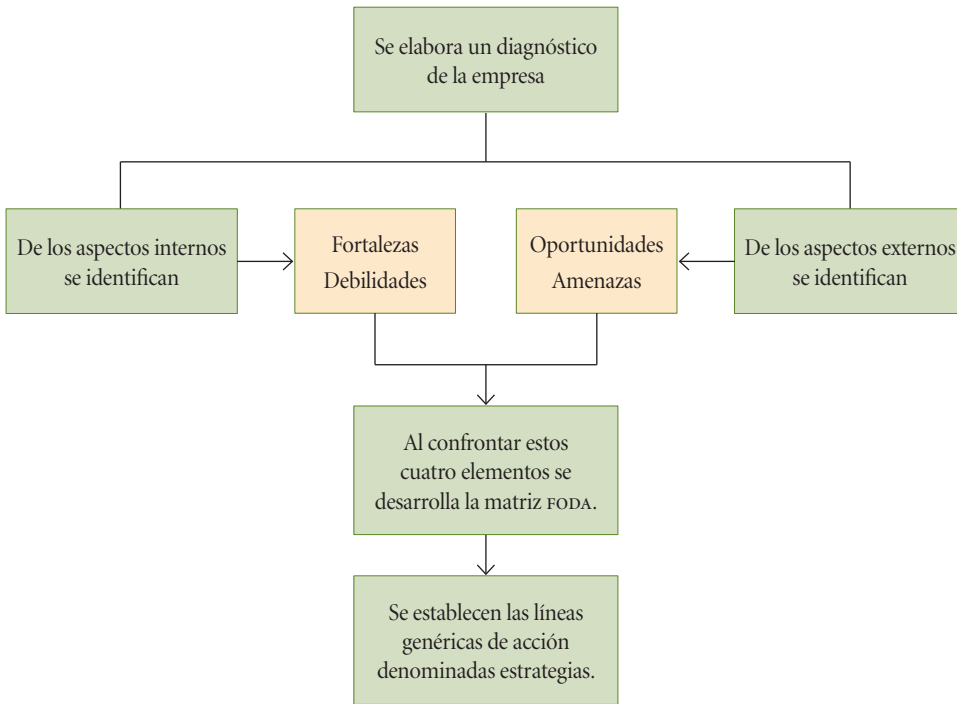 Se elabora un diagnóstico
de la empresa
De los aspectos internos
se identifican
Fortalezas
Debilidades
Oportunidades
Amenazas
De los aspectos externos
se identifican
Al confrontar estos
cuatro elementos se
desarrolla la matriz FODA.
Se establecen las líneas
genéricas de acción
denominadas estrategias.